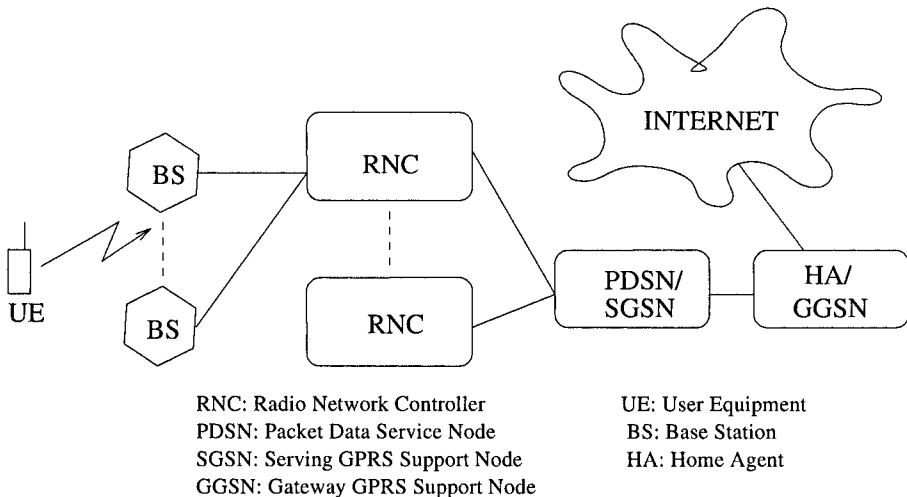 INTERNET
BS
RNC
UE
BS
RNC
PDSN/
SGSN
HA/
GGSN
RNC: Radio Network Controller
PDSN: Packet Data Service Node
SGSN: Serving GPRS Support Node
GGSN: Gateway GPRS Support Node
UE: User Equipment
BS: Base Station
HA: Home Agent